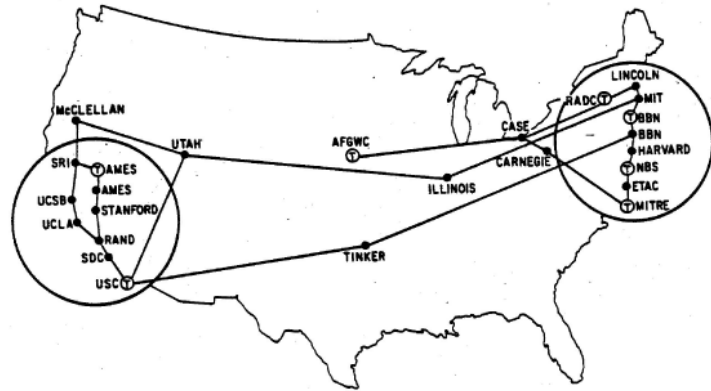 McCLELLAN
SRI
T AMES
AMES
UCSB
STANFORD
UCLA
RAND
SDC
USC T
UTAH
AFGWC
T
TINKER
ILLINOIS
CASE
CARNEGIE
RADC T
LINCOLN
MIT
T BBN
BBN
HARVARD
T NBS
ETAC
T MITRE